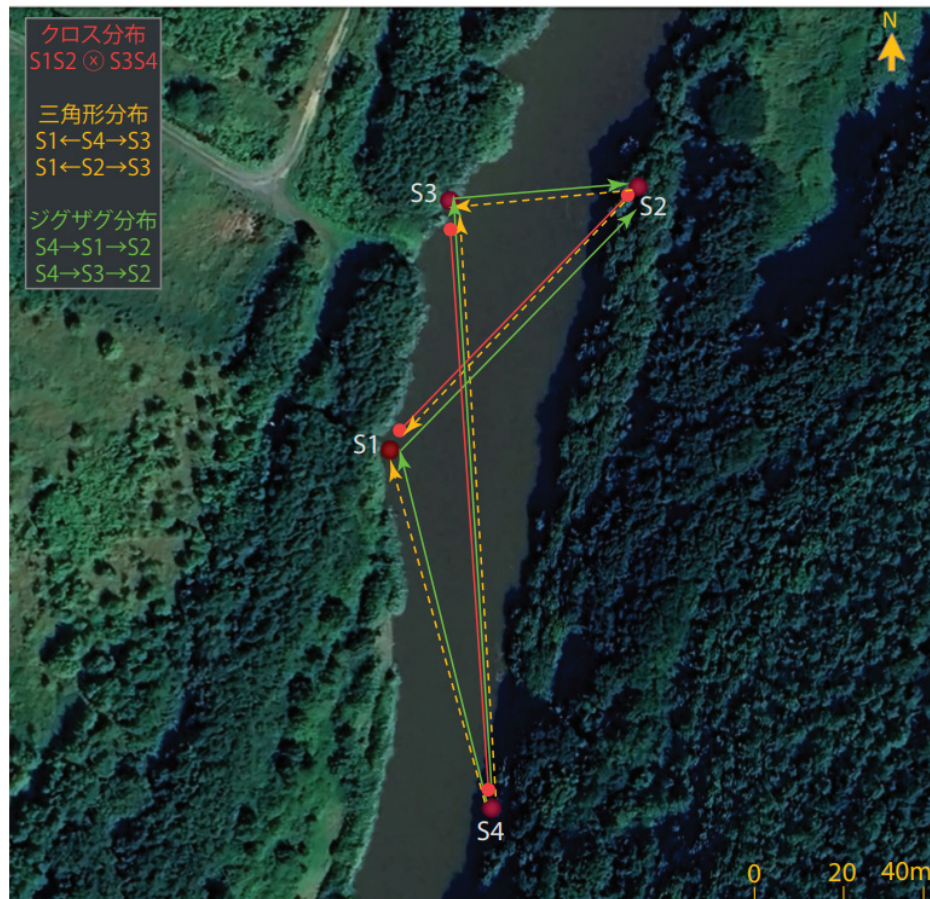 クロス分布
S1S2 ⊗ S3S4
三角形分布
S1←S4→S3
S1←S2→S3
ジグザグ分布
S4→S1→S2
S4→S3→S2
N
S3
S2
S1
S4
0 20 40m